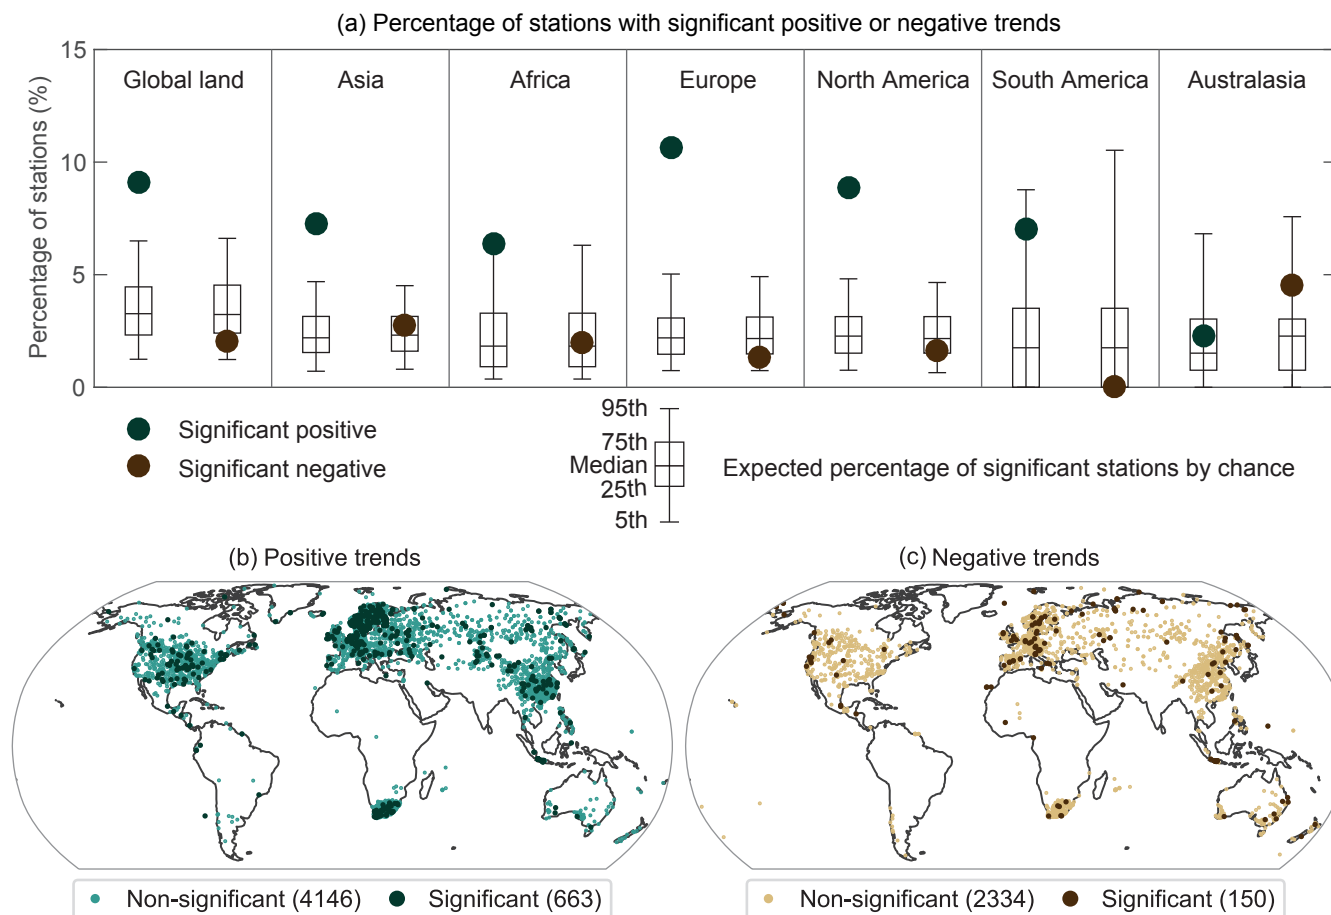 (a) Percentage of stations with significant positive or negative trends
Percentage of stations (%)
15
10
5
0
Global land
Asia
Africa
Europe
North America
South America
Australasia
Significant positive
Significant negative
95th
75th
Median
25th
5th
Expected percentage of significant stations by chance
(b) Positive trends
Non-significant (4146)
Significant (663)
(c) Negative trends
Non-significant (2334)
Significant (150)